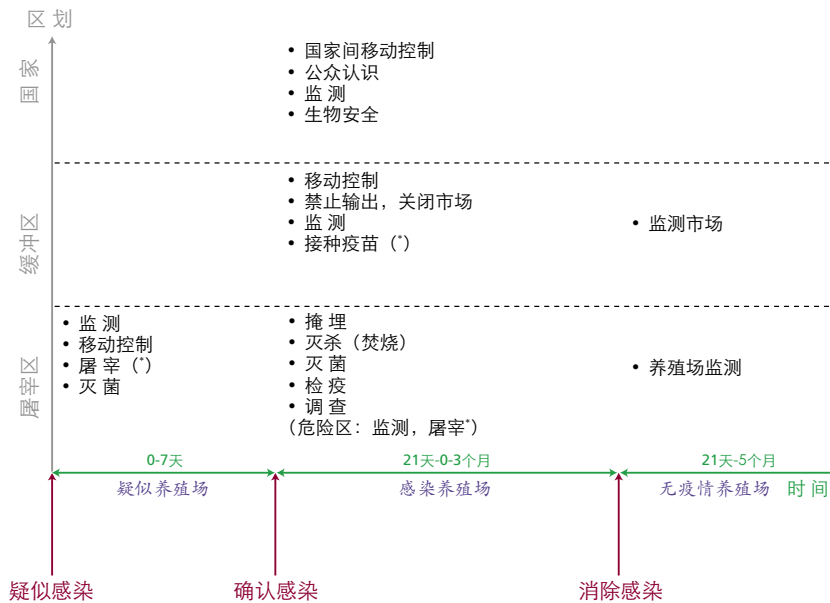 区 划
国 家
• 国家间移动控制
• 公众认识
• 监 测
• 生物安全
缓冲区
• 移动控制
• 禁止输出，关闭市场
• 监 测
• 接种疫苗（*）
• 监测市场
屠宰区
• 监 测
• 移动控制
• 屠 宰（*）
• 灭 菌
• 掩 埋
• 灭杀（焚烧）
• 灭 菌
• 检 疫
• 调 查
（危险区：监测，屠宰*）
• 养殖场监测
0-7天
21天-0-3个月
21天-5个月
疑似养殖场
感染养殖场
无疫情养殖场
时 间
疑似感染
确认感染
消除感染